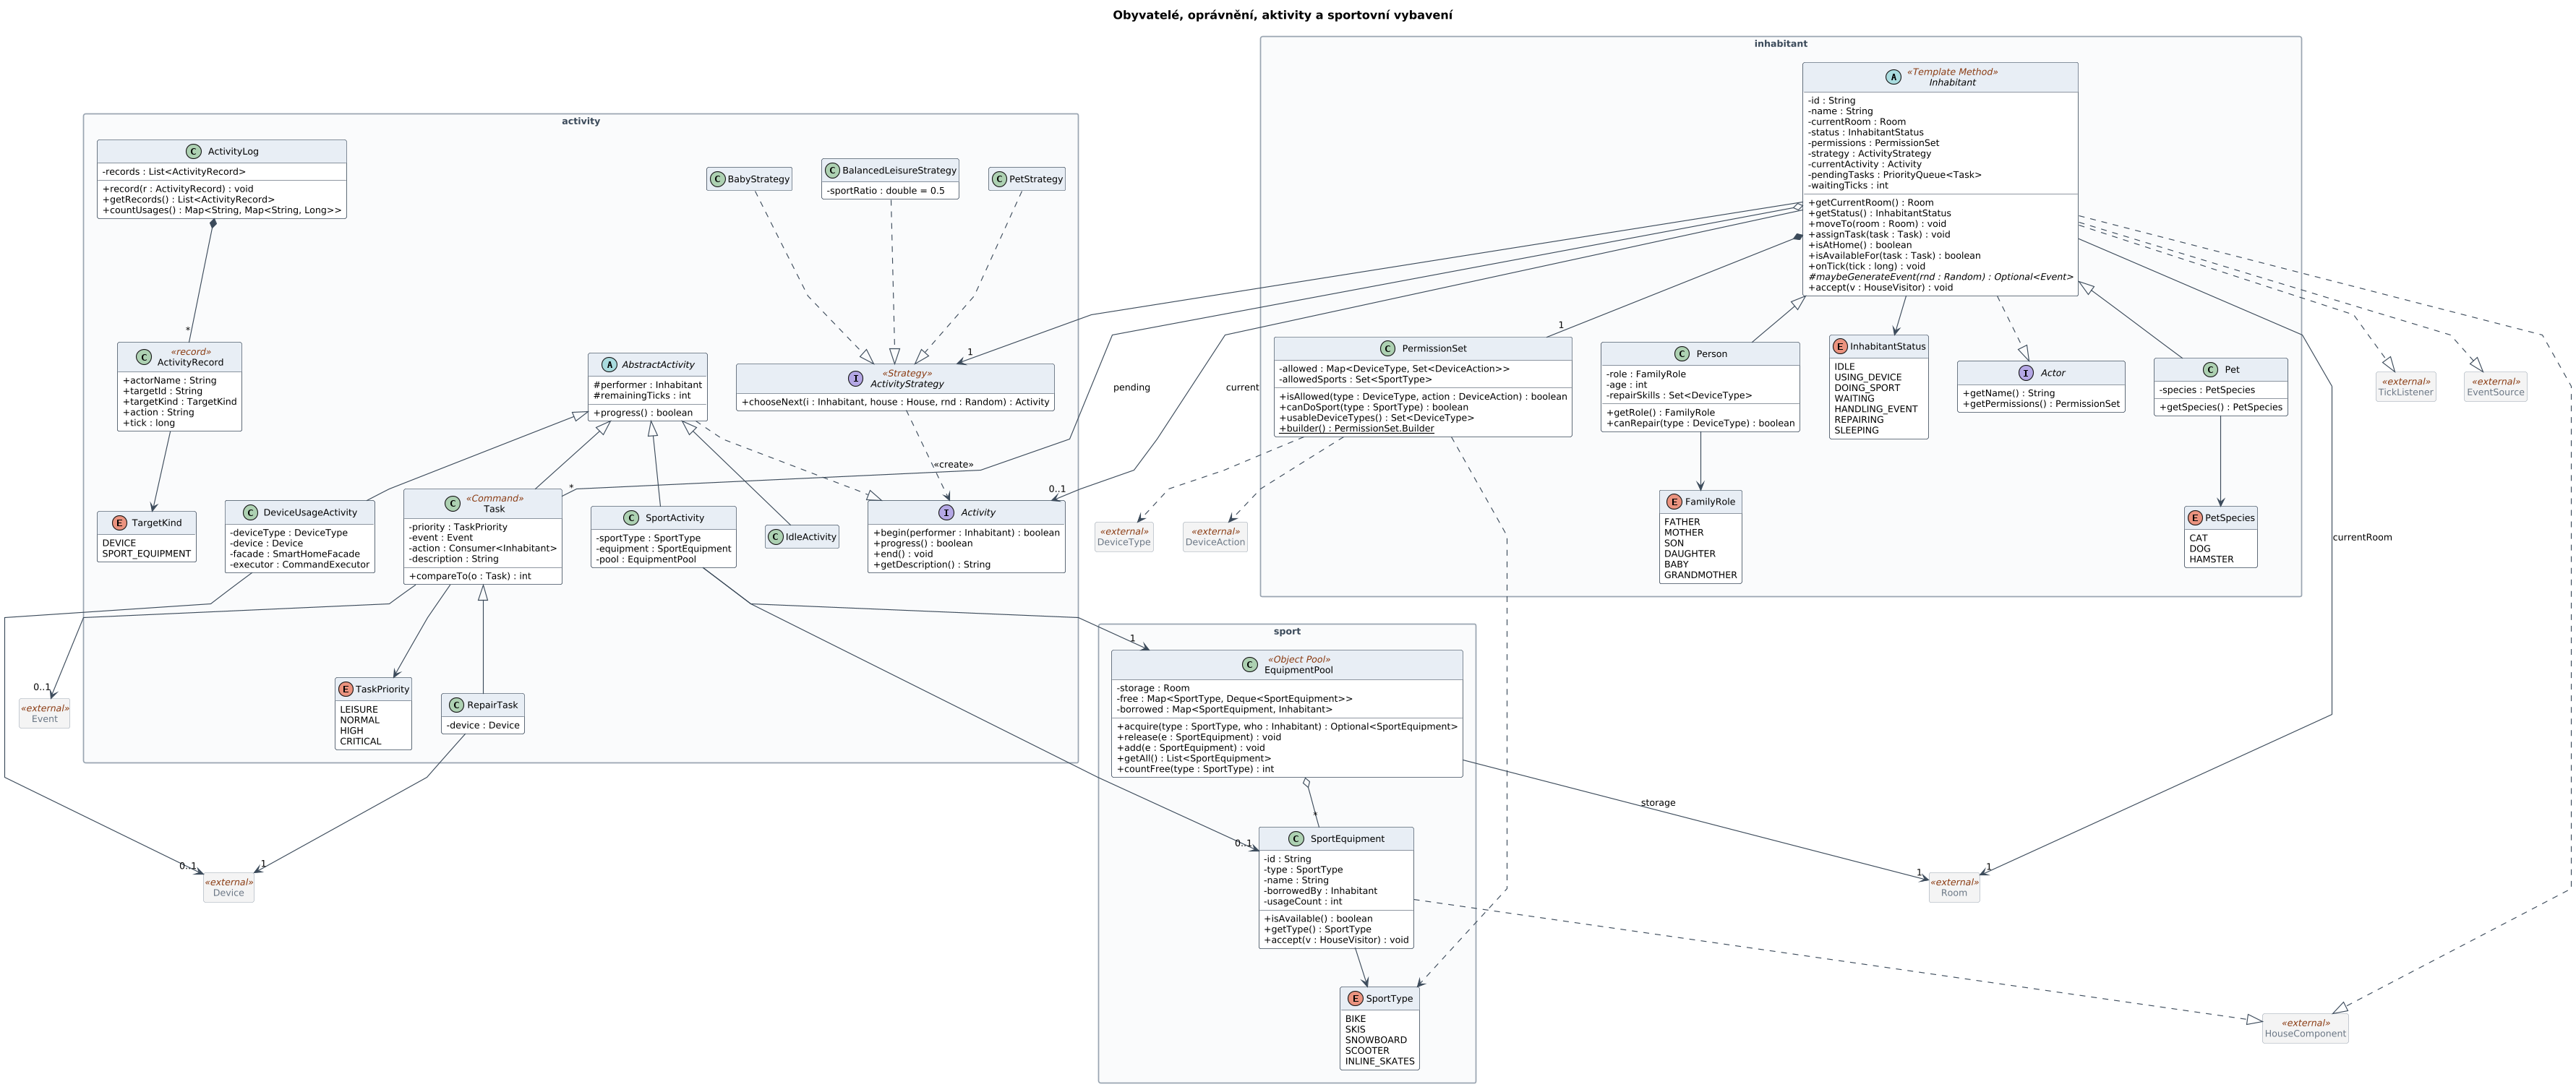 Obyvatelé, oprávnění, aktivity a sportovní vybavení
inhabitant
«Template Method»
A
Inhabitant
-id : String
-name : String
-currentRoom : Room
-status : InhabitantStatus
-permissions : PermissionSet
-strategy : ActivityStrategy
-currentActivity : Activity
-pendingTasks : PriorityQueue<Task>
-waitingTicks : int
+getCurrentRoom() : Room
+getStatus() : InhabitantStatus
+moveTo(room : Room) : void
+assignTask(task : Task) : void
+isAtHome() : boolean
+isAvailableFor(task : Task) : boolean
+onTick(tick : long) : void
#maybeGenerateEvent(rnd : Random) : Optional<Event>
+accept(v : HouseVisitor) : void
activity
C ActivityLog
-records : List<ActivityRecord>
+record(r : ActivityRecord) : void
+getRecords() : List<ActivityRecord>
+countUsages() : Map<String, Map<String, Long>>
C BabyStrategy
C BalancedLeisureStrategy
-sportRatio : double = 0.5
C PetStrategy
*
«record»
C
ActivityRecord
+actorName : String
+targetId : String
+targetKind : TargetKind
+action : String
+tick : long
A AbstractActivity
#performer : Inhabitant
#remainingTicks : int
+progress() : boolean
1
«Strategy»
I
ActivityStrategy
+chooseNext(i : Inhabitant, house : House, rnd : Random) : Activity
pending
current
1
C PermissionSet
-allowed : Map<DeviceType, Set<DeviceAction>>
-allowedSports : Set<SportType>
+isAllowed(type : DeviceType, action : DeviceAction) : boolean
+canDoSport(type : SportType) : boolean
+usableDeviceTypes() : Set<DeviceType>
+builder() : PermissionSet.Builder
C Person
-role : FamilyRole
-age : int
-repairSkills : Set<DeviceType>
+getRole() : FamilyRole
+canRepair(type : DeviceType) : boolean
E InhabitantStatus
IDLE
USING_DEVICE
DOING_SPORT
WAITING
HANDLING_EVENT
REPAIRING
SLEEPING
I Actor
+getName() : String
+getPermissions() : PermissionSet
C Pet
-species : PetSpecies
+getSpecies() : PetSpecies
«external»
TickListener
«external»
EventSource
«create»
*
0..1
E TargetKind
DEVICE
SPORT_EQUIPMENT
C DeviceUsageActivity
-deviceType : DeviceType
-device : Device
-facade : SmartHomeFacade
-executor : CommandExecutor
«Command»
C
Task
-priority : TaskPriority
-event : Event
-action : Consumer<Inhabitant>
-description : String
+compareTo(o : Task) : int
C SportActivity
-sportType : SportType
-equipment : SportEquipment
-pool : EquipmentPool
C IdleActivity
I Activity
+begin(performer : Inhabitant) : boolean
+progress() : boolean
+end() : void
+getDescription() : String
«external»
DeviceType
«external»
DeviceAction
E FamilyRole
FATHER
MOTHER
SON
DAUGHTER
BABY
GRANDMOTHER
E PetSpecies
CAT
DOG
HAMSTER
currentRoom
sport
1
«Object Pool»
C
EquipmentPool
-storage : Room
-free : Map<SportType, Deque<SportEquipment>>
-borrowed : Map<SportEquipment, Inhabitant>
+acquire(type : SportType, who : Inhabitant) : Optional<SportEquipment>
+release(e : SportEquipment) : void
+add(e : SportEquipment) : void
+getAll() : List<SportEquipment>
+countFree(type : SportType) : int
0..1
«external»
Event
E TaskPriority
LEISURE
NORMAL
HIGH
CRITICAL
C RepairTask
-device : Device
storage
*
0..1
C SportEquipment
-id : String
-type : SportType
-name : String
-borrowedBy : Inhabitant
-usageCount : int
+isAvailable() : boolean
+getType() : SportType
+accept(v : HouseVisitor) : void
0..1
1
«external»
Device
1
1
«external»
Room
E SportType
BIKE
SKIS
SNOWBOARD
SCOOTER
INLINE_SKATES
«external»
HouseComponent